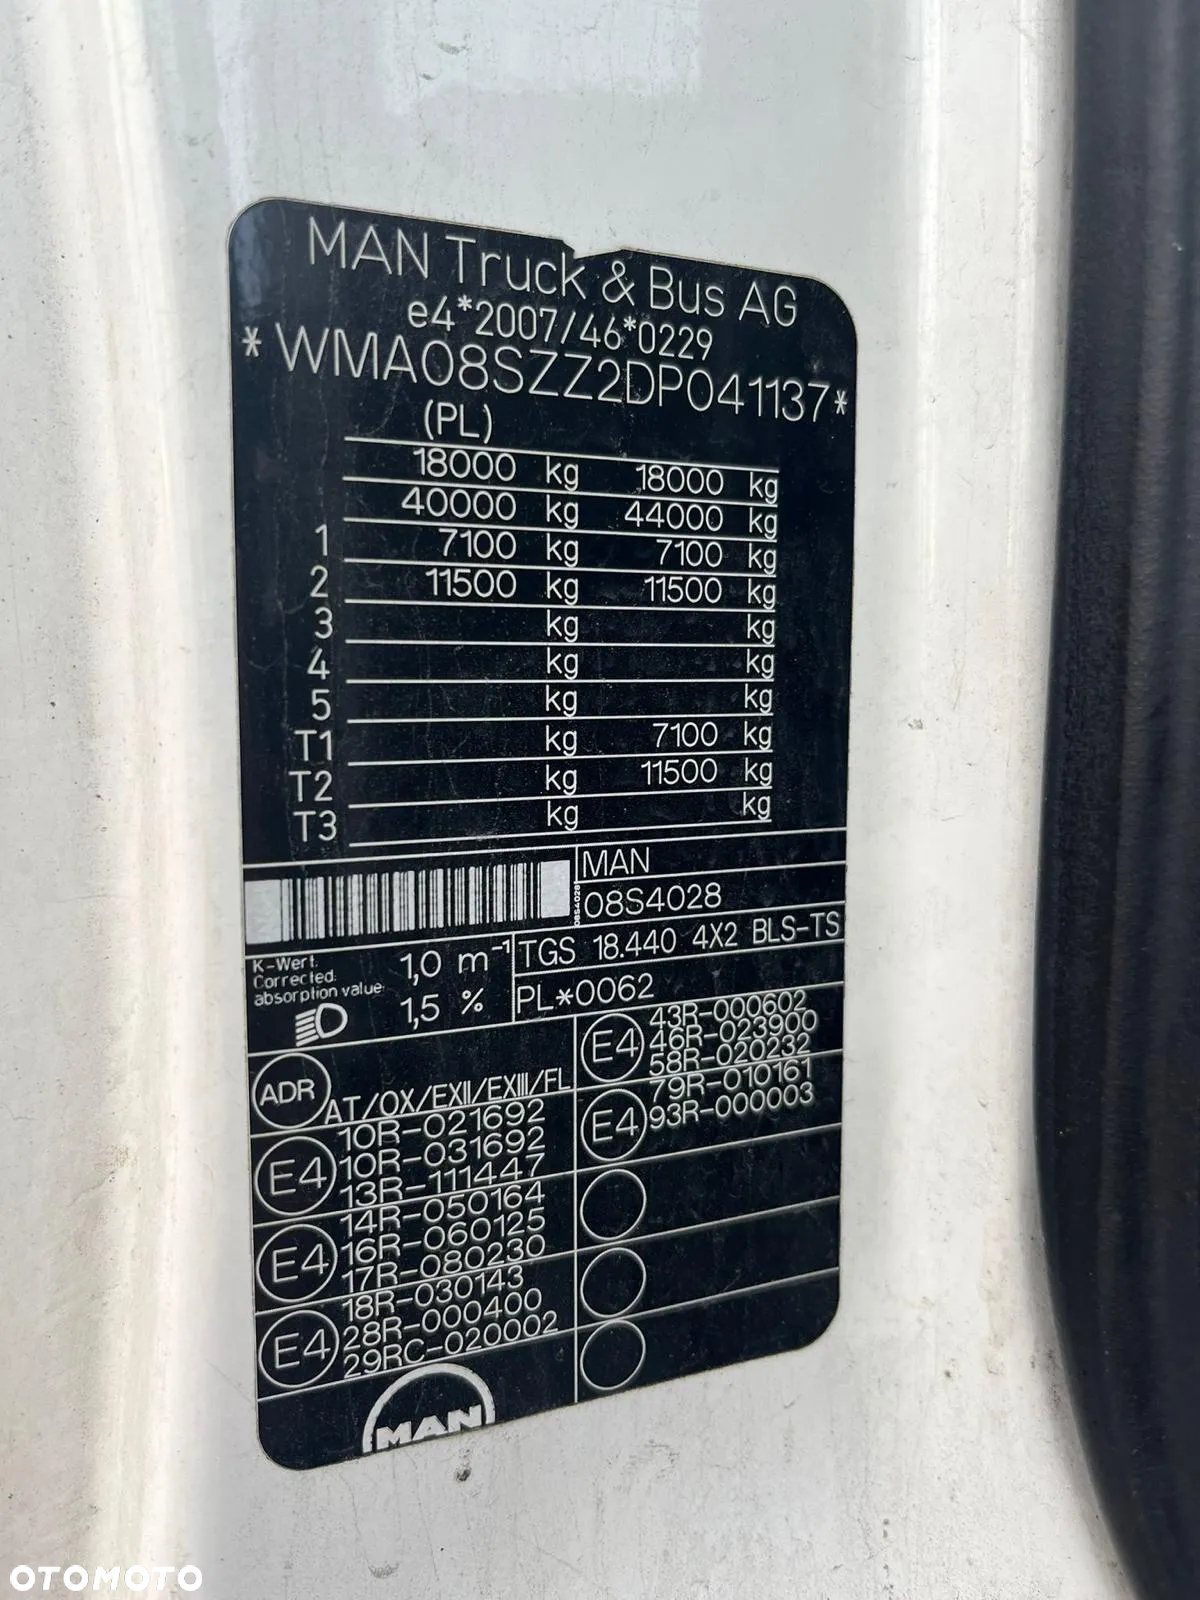 MAN Truck & Bus AG
e4*2007/46*0229
*WMA08SZZ2DP041137*
(PL)
18000 kg 18000 kg
40000 kg 44000 kg
1 7100 kg 7100 kg
2 11500 kg 11500 kg
3 kg kg
4 kg kg
5 kg kg
T1 kg 7100 kg
T2 kg 11500 kg
T3 kg kg
MAN
08S4028
08S4028
K-Wert: 1,0 m⁻¹
Corrected
absorption value:
1,5 %
TGS 18.440 4X2 BLS-TS
PL*0062
ADR AT/OX/EXII/EXIII/FL
E4 10R-021692
10R-031692
13R-111447
E4 14R-050164
16R-060125
17R-080230
E4 18R-030143
28R-000400
29RC-020002
E4 43R-000602
46R-023900
58R-020232
E4 79R-010161
93R-000003
MAN
OTOMOTO